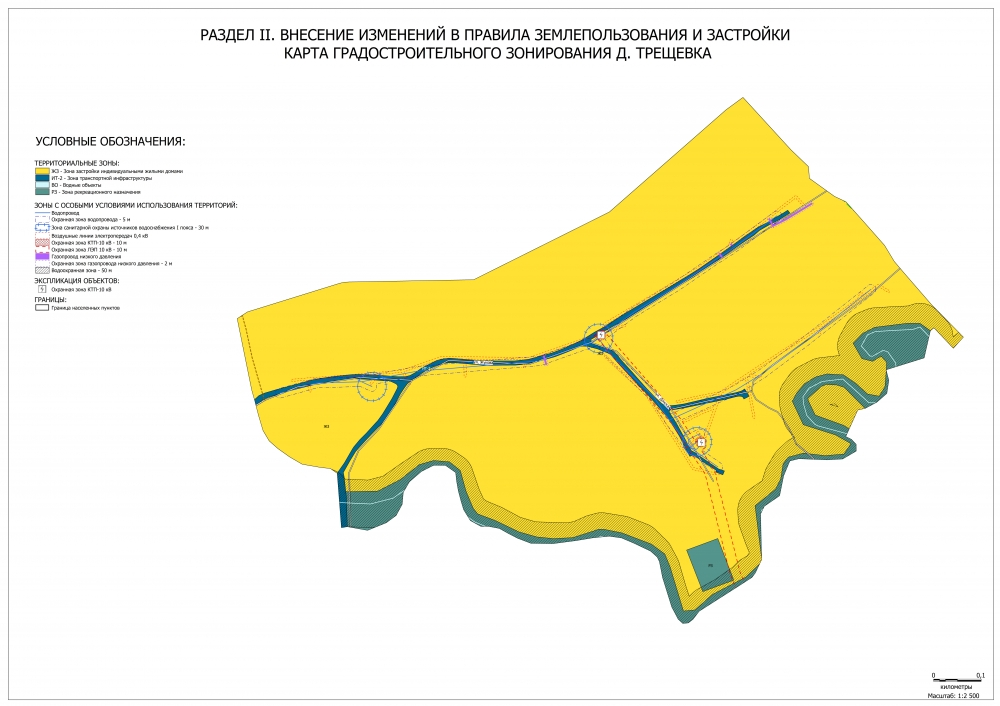 РАЗДЕЛ II. ВНЕСЕНИЕ ИЗМЕНЕНИЙ В ПРАВИЛА ЗЕМЛЕПОЛЬЗОВАНИЯ И ЗАСТРОЙКИ
КАРТА ГРАДОСТРОИТЕЛЬНОГО ЗОНИРОВАНИЯ Д. ТРЕЩЕВКА
УСЛОВНЫЕ ОБОЗНАЧЕНИЯ:
ТЕРРИТОРИАЛЬНЫЕ ЗОНЫ:
Ж3 - Зона застройки индивидуальными жилыми домами
ИТ-2 - Зона транспортной инфраструктуры
ВО - Водные объекты
Р3 - Зона рекреационного назначения
ЗОНЫ С ОСОБЫМИ УСЛОВИЯМИ ИСПОЛЬЗОВАНИЯ ТЕРРИТОРИЙ:
Водопровод
Охранная зона водопровода - 5 м
Зона санитарной охраны источников водоснабжения I пояса - 30 м
Воздушные линии электропередач 0,4 кВ
Охранная зона КТП-10 кВ - 10 м
Охранная зона ЛЭП 10 кВ - 10 м
Газопровод низкого давления
Охранная зона газопровода низкого давления - 2 м
Водоохранная зона - 50 м
ЭКСПЛИКАЦИЯ ОБЪЕКТОВ:
Охранная зона КТП-10 кВ
ГРАНИЦЫ:
Граница населенных пунктов
Ж3
0 0,1
километры
Масштаб: 1:2 500